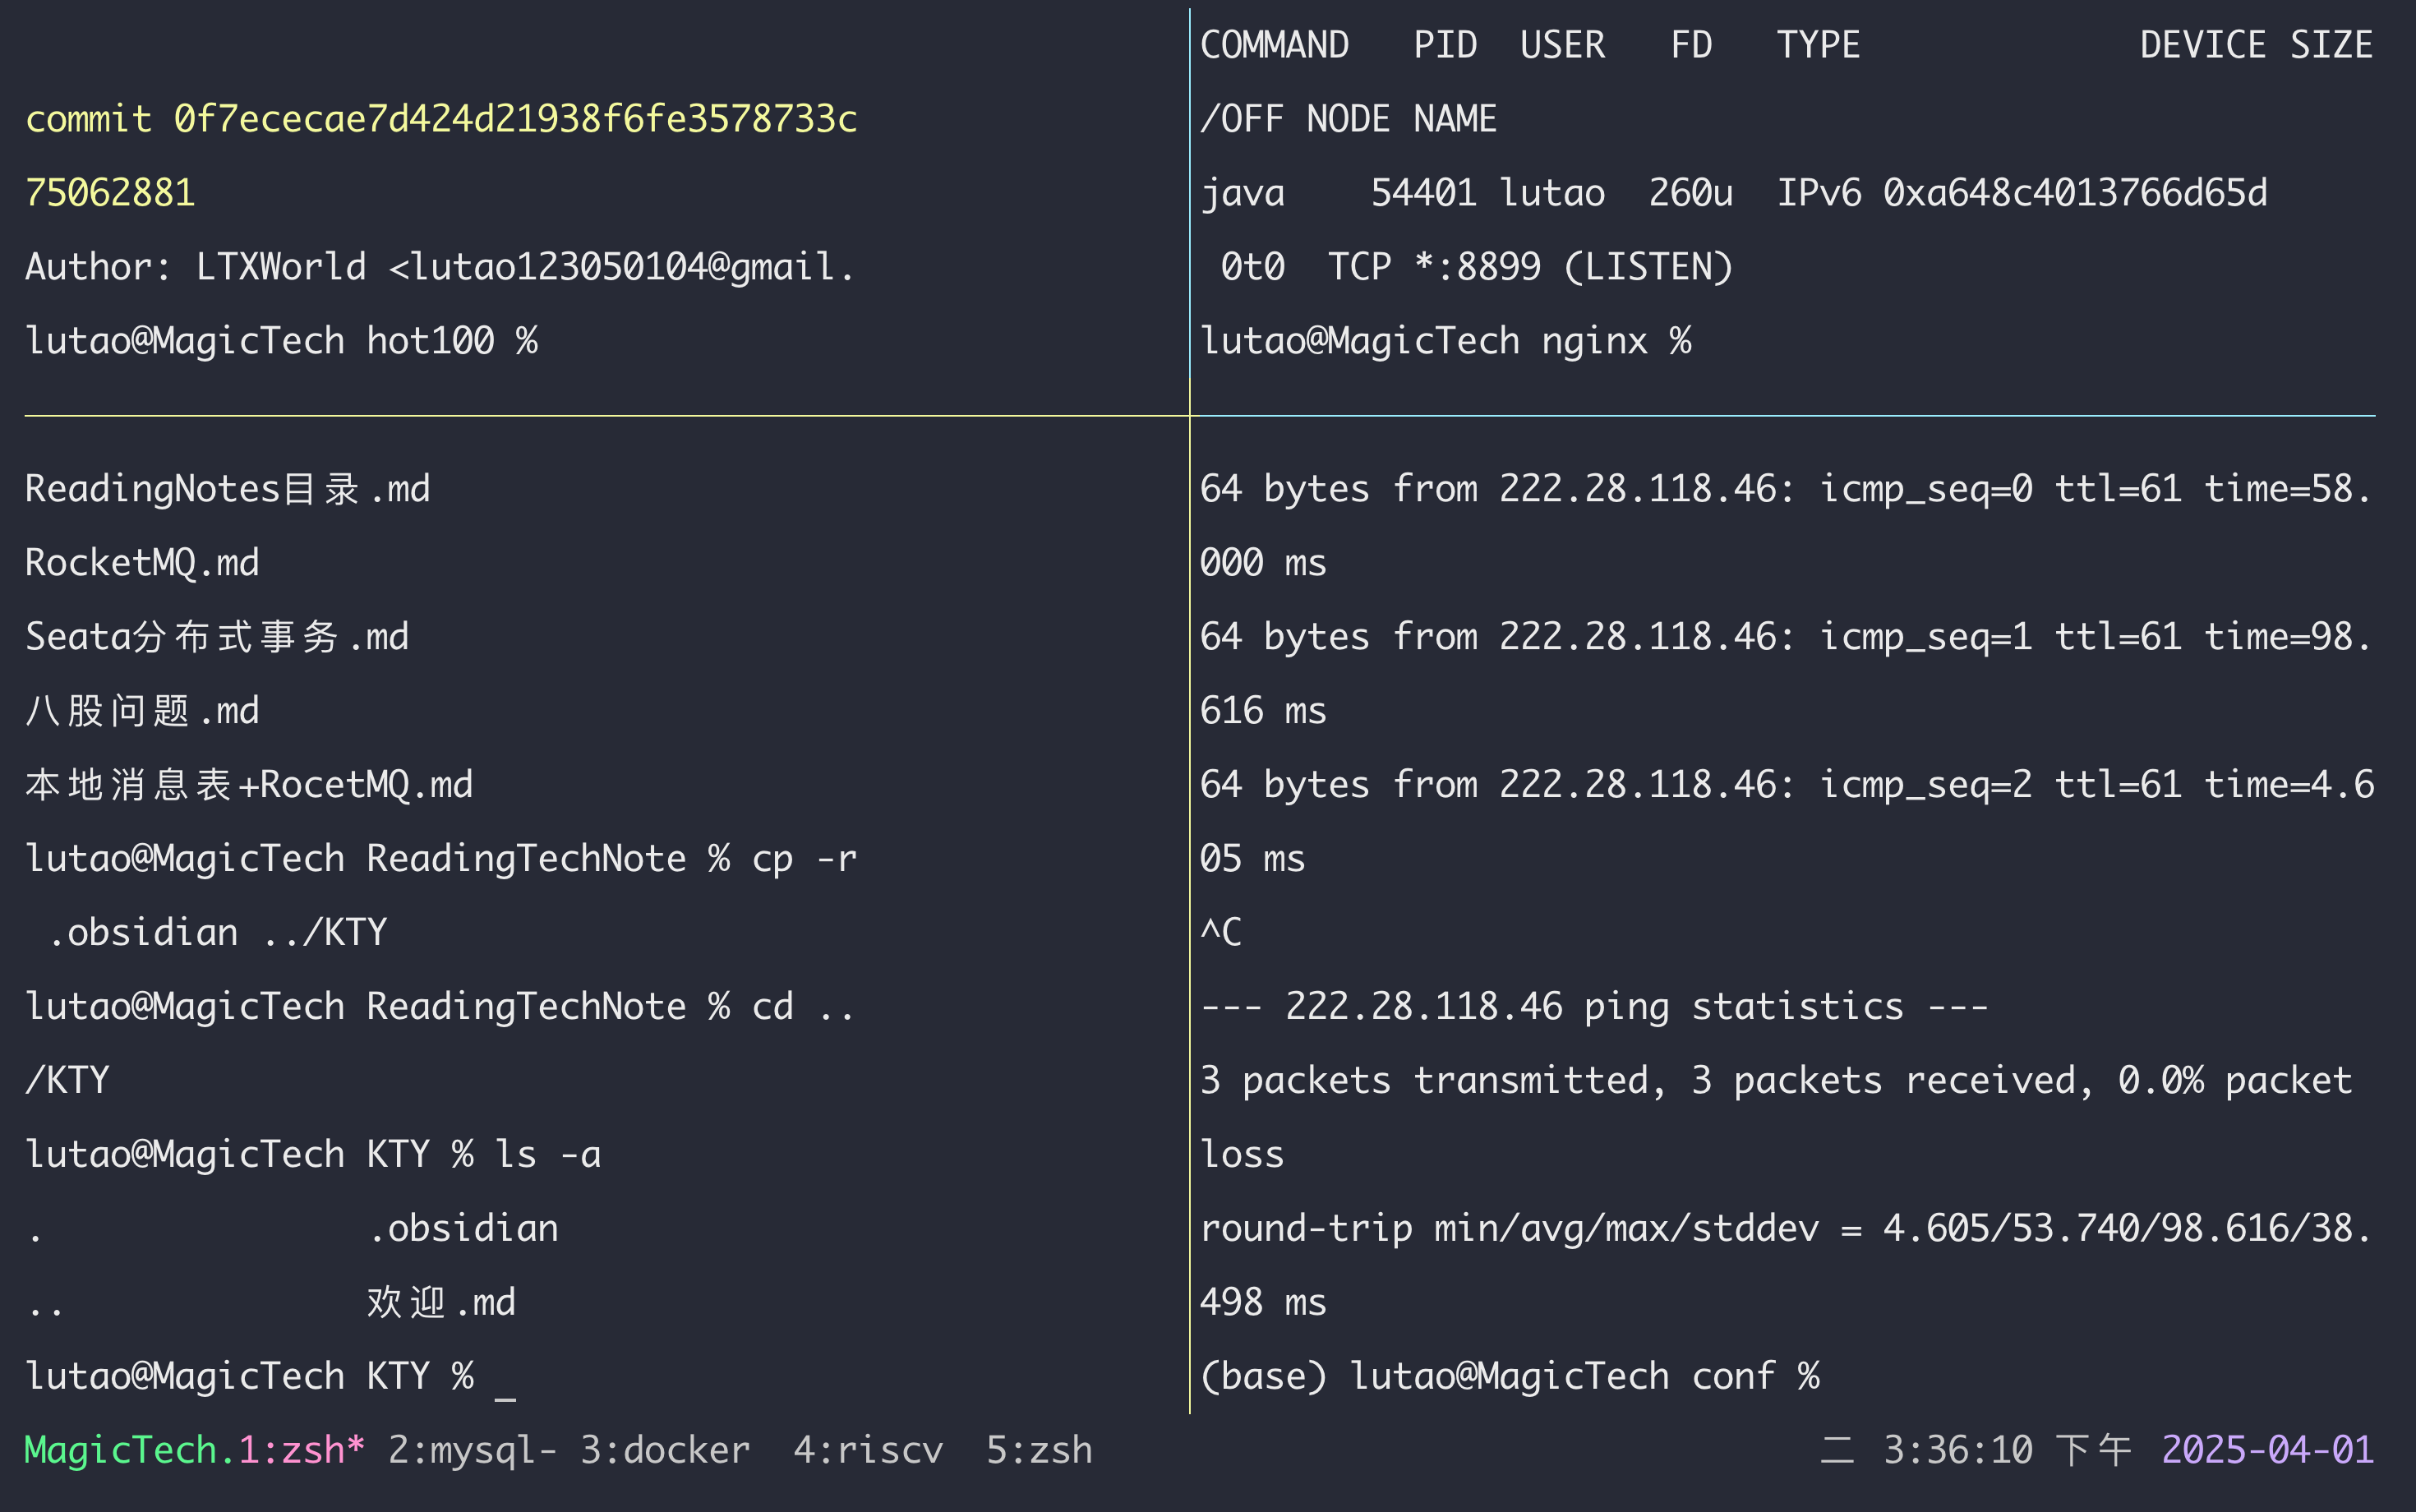 commit 0f7ececae7d424d21938f6fe3578733c
75062881
Author: LTXWorld <lutao123050104@gmail.
lutao@MagicTech hot100 %
COMMAND   PID  USER   FD   TYPE             DEVICE SIZE
/OFF NODE NAME
java    54401 lutao  260u  IPv6 0xa648c4013766d65d
 0t0  TCP *:8899 (LISTEN)
lutao@MagicTech nginx %
ReadingNotes目录.md
RocketMQ.md
Seata分布式事务.md
八股问题.md
本地消息表+RocetMQ.md
lutao@MagicTech ReadingTechNote % cp -r
 .obsidian ../KTY
lutao@MagicTech ReadingTechNote % cd ..
/KTY
lutao@MagicTech KTY % ls -a
.               .obsidian
..              欢迎.md
lutao@MagicTech KTY % _
64 bytes from 222.28.118.46: icmp_seq=0 ttl=61 time=58.
000 ms
64 bytes from 222.28.118.46: icmp_seq=1 ttl=61 time=98.
616 ms
64 bytes from 222.28.118.46: icmp_seq=2 ttl=61 time=4.6
05 ms
^C
--- 222.28.118.46 ping statistics ---
3 packets transmitted, 3 packets received, 0.0% packet
loss
round-trip min/avg/max/stddev = 4.605/53.740/98.616/38.
498 ms
(base) lutao@MagicTech conf %
MagicTech.1:zsh* 2:mysql- 3:docker  4:riscv  5:zsh 二 3:36:10 下午 2025-04-01